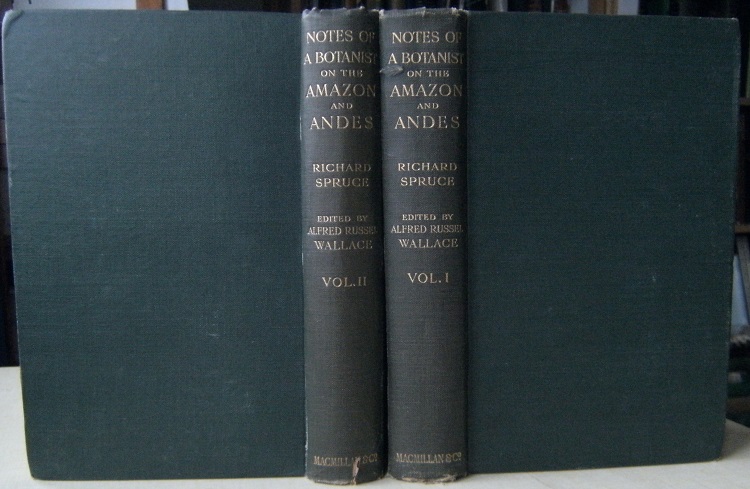 NOTES OF
A BOTANIST
ON THE
AMAZON
AND
ANDES
RICHARD
SPRUCE
EDITED BY
ALFRED RUSSEL
WALLACE
VOL. II
MACMILLAN & Co
NOTES OF
A BOTANIST
ON THE
AMAZON
AND
ANDES
RICHARD
SPRUCE
EDITED BY
ALFRED RUSSEL
WALLACE
VOL. I
MACMILLAN & Co